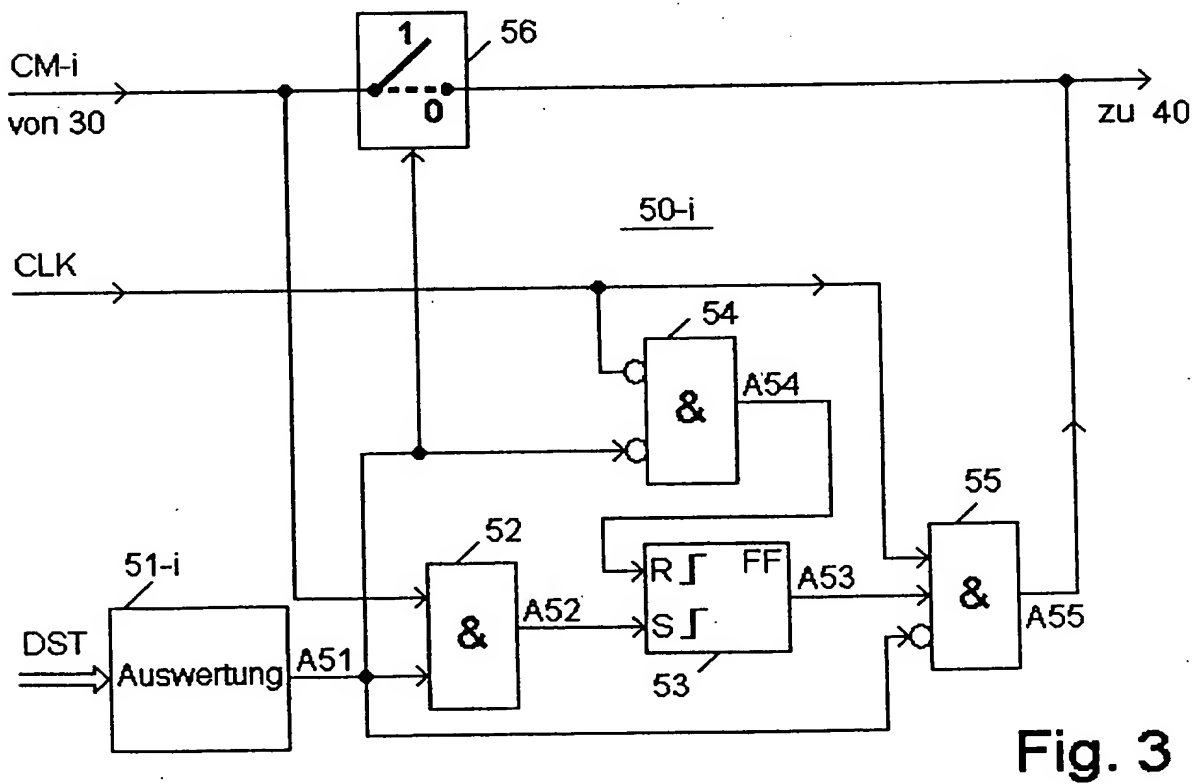 CM-i
von 30
1
0
56
zu 40
50-i
CLK
54
&
A54
55
&
A55
52
&
A52
R FF
S
A53
53
51-i
DST
Auswertung
A51
Fig. 3